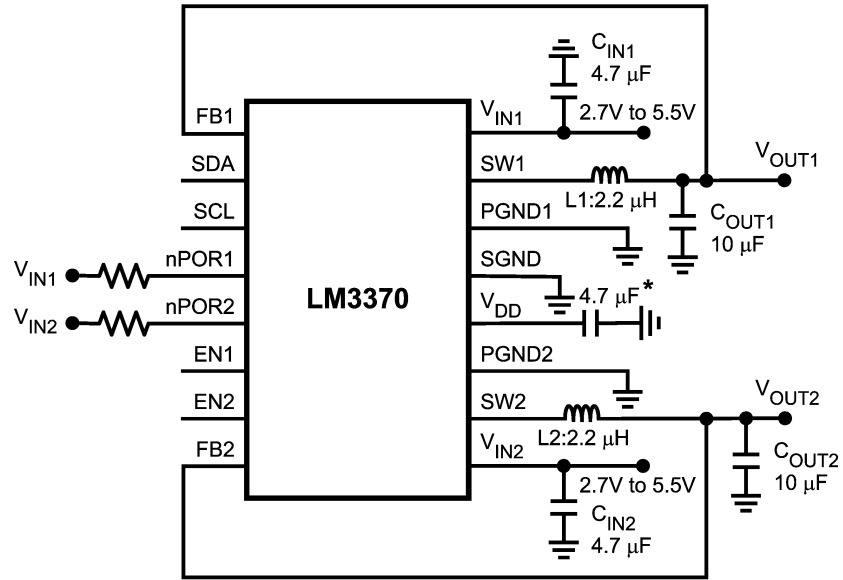 C_IN1
4.7 μF
FB1
V_IN1
2.7V to 5.5V
SDA
SW1
V_OUT1
L1:2.2 μH
SCL
PGND1
C_OUT1
10 μF
V_IN1
nPOR1
SGND
LM3370
4.7 μF*
V_IN2
nPOR2
V_DD
EN1
PGND2
EN2
SW2
V_OUT2
L2:2.2 μH
FB2
V_IN2
C_OUT2
10 μF
2.7V to 5.5V
C_IN2
4.7 μF